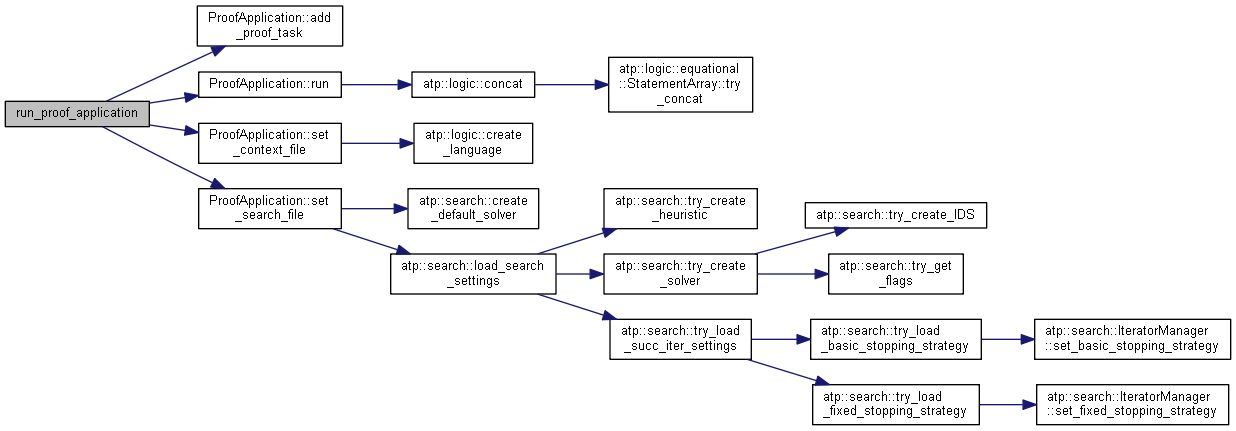 run_proof_application
ProofApplication::add
_proof_task
ProofApplication::run
ProofApplication::set
_context_file
ProofApplication::set
_search_file
atp::logic::concat
atp::logic::equational
::StatementArray::try
_concat
atp::logic::create
_language
atp::search::create
_default_solver
atp::search::load_search
_settings
atp::search::try_create
_heuristic
atp::search::try_create
_solver
atp::search::try_create_IDS
atp::search::try_get
_flags
atp::search::try_load
_succ_iter_settings
atp::search::try_load
_basic_stopping_strategy
atp::search::IteratorManager
::set_basic_stopping_strategy
atp::search::try_load
_fixed_stopping_strategy
atp::search::IteratorManager
::set_fixed_stopping_strategy